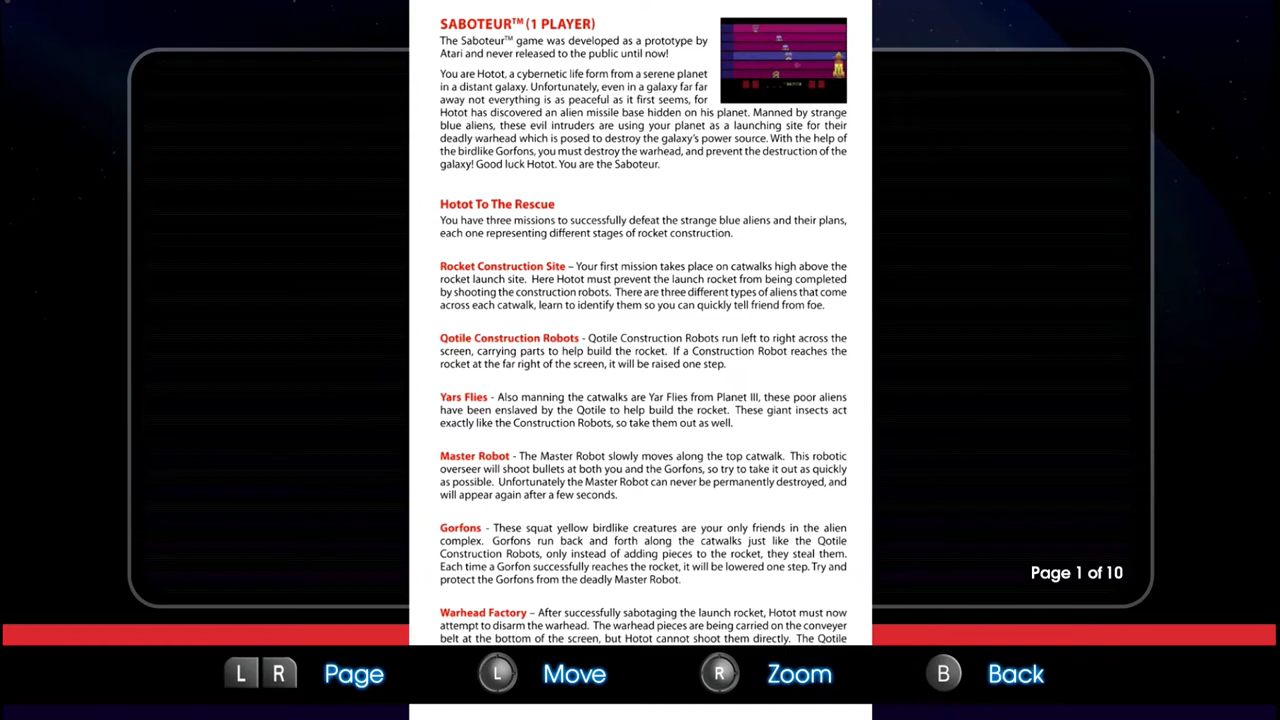 SABOTEUR™ (1 PLAYER)
The Saboteur™ game was developed as a prototype by
Atari and never released to the public until now!
You are Hotot, a cybernetic life form from a serene planet
in a distant galaxy. Unfortunately, even in a galaxy far far
away not everything is as peaceful as it first seems, for
Hotot has discovered an alien missile base hidden on his planet. Manned by strange
blue aliens, these evil intruders are using your planet as a launching site for their
deadly warhead which is posed to destroy the galaxy's power source. With the help of
the birdlike Gorfons, you must destroy the warhead, and prevent the destruction of the
galaxy! Good luck Hotot. You are the Saboteur.
Hotot To The Rescue
You have three missions to successfully defeat the strange blue aliens and their plans,
each one representing different stages of rocket construction.
Rocket Construction Site – Your first mission takes place on catwalks high above the
rocket launch site. Here Hotot must prevent the launch rocket from being completed
by shooting the construction robots. There are three different types of aliens that come
across each catwalk, learn to identify them so you can quickly tell friend from foe.
Qotile Construction Robots - Qotile Construction Robots run left to right across the
screen, carrying parts to help build the rocket. If a Construction Robot reaches the
rocket at the far right of the screen, it will be raised one step.
Yars Flies - Also manning the catwalks are Yar Flies from Planet III, these poor aliens
have been enslaved by the Qotile to help build the rocket. These giant insects act
exactly like the Construction Robots, so take them out as well.
Master Robot - The Master Robot slowly moves along the top catwalk. This robotic
overseer will shoot bullets at both you and the Gorfons, so try to take it out as quickly
as possible. Unfortunately the Master Robot can never be permanently destroyed, and
will appear again after a few seconds.
Gorfons - These squat yellow birdlike creatures are your only friends in the alien
complex. Gorfons run back and forth along the catwalks just like the Qotile
Construction Robots, only instead of adding pieces to the rocket, they steal them.
Each time a Gorfon successfully reaches the rocket, it will be lowered one step. Try and
protect the Gorfons from the deadly Master Robot.
Page 1 of 10
Warhead Factory – After successfully sabotaging the launch rocket, Hotot must now
attempt to disarm the warhead. The warhead pieces are being carried on the conveyer
belt at the bottom of the screen, but Hotot cannot shoot them directly. The Qotile
L R Page L Move R Zoom B Back